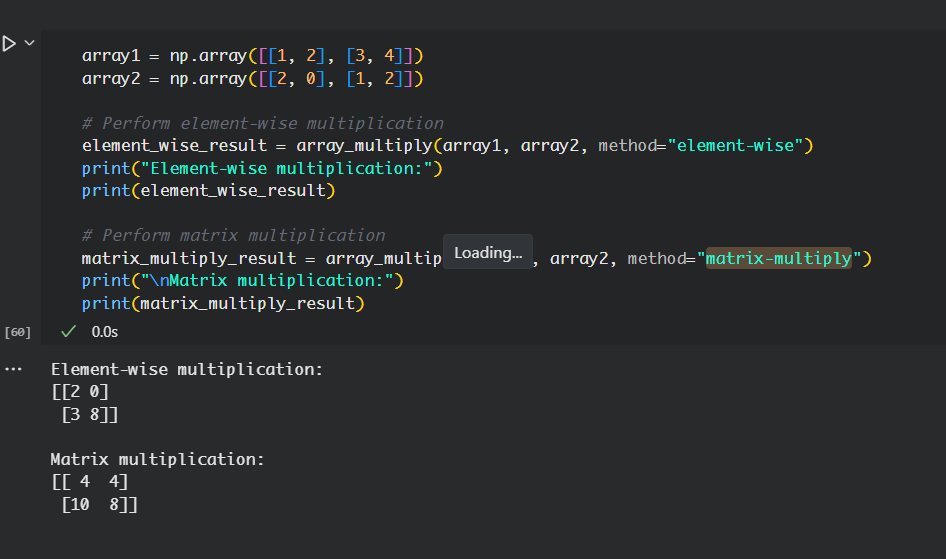 array1 = np.array([[1, 2], [3, 4]])
array2 = np.array([[2, 0], [1, 2]])
# Perform element-wise multiplication
element_wise_result = array_multiply(array1, array2, method="element-wise")
print("Element-wise multiplication:")
print(element_wise_result)
# Perform matrix multiplication
matrix_multiply_result = array_multip Loading... , array2, method="matrix-multiply")
print("\nMatrix multiplication:")
print(matrix_multiply_result)
[60] 0.0s
Element-wise multiplication:
[[2 0]
 [3 8]]
Matrix multiplication:
[[ 4  4]
 [10  8]]